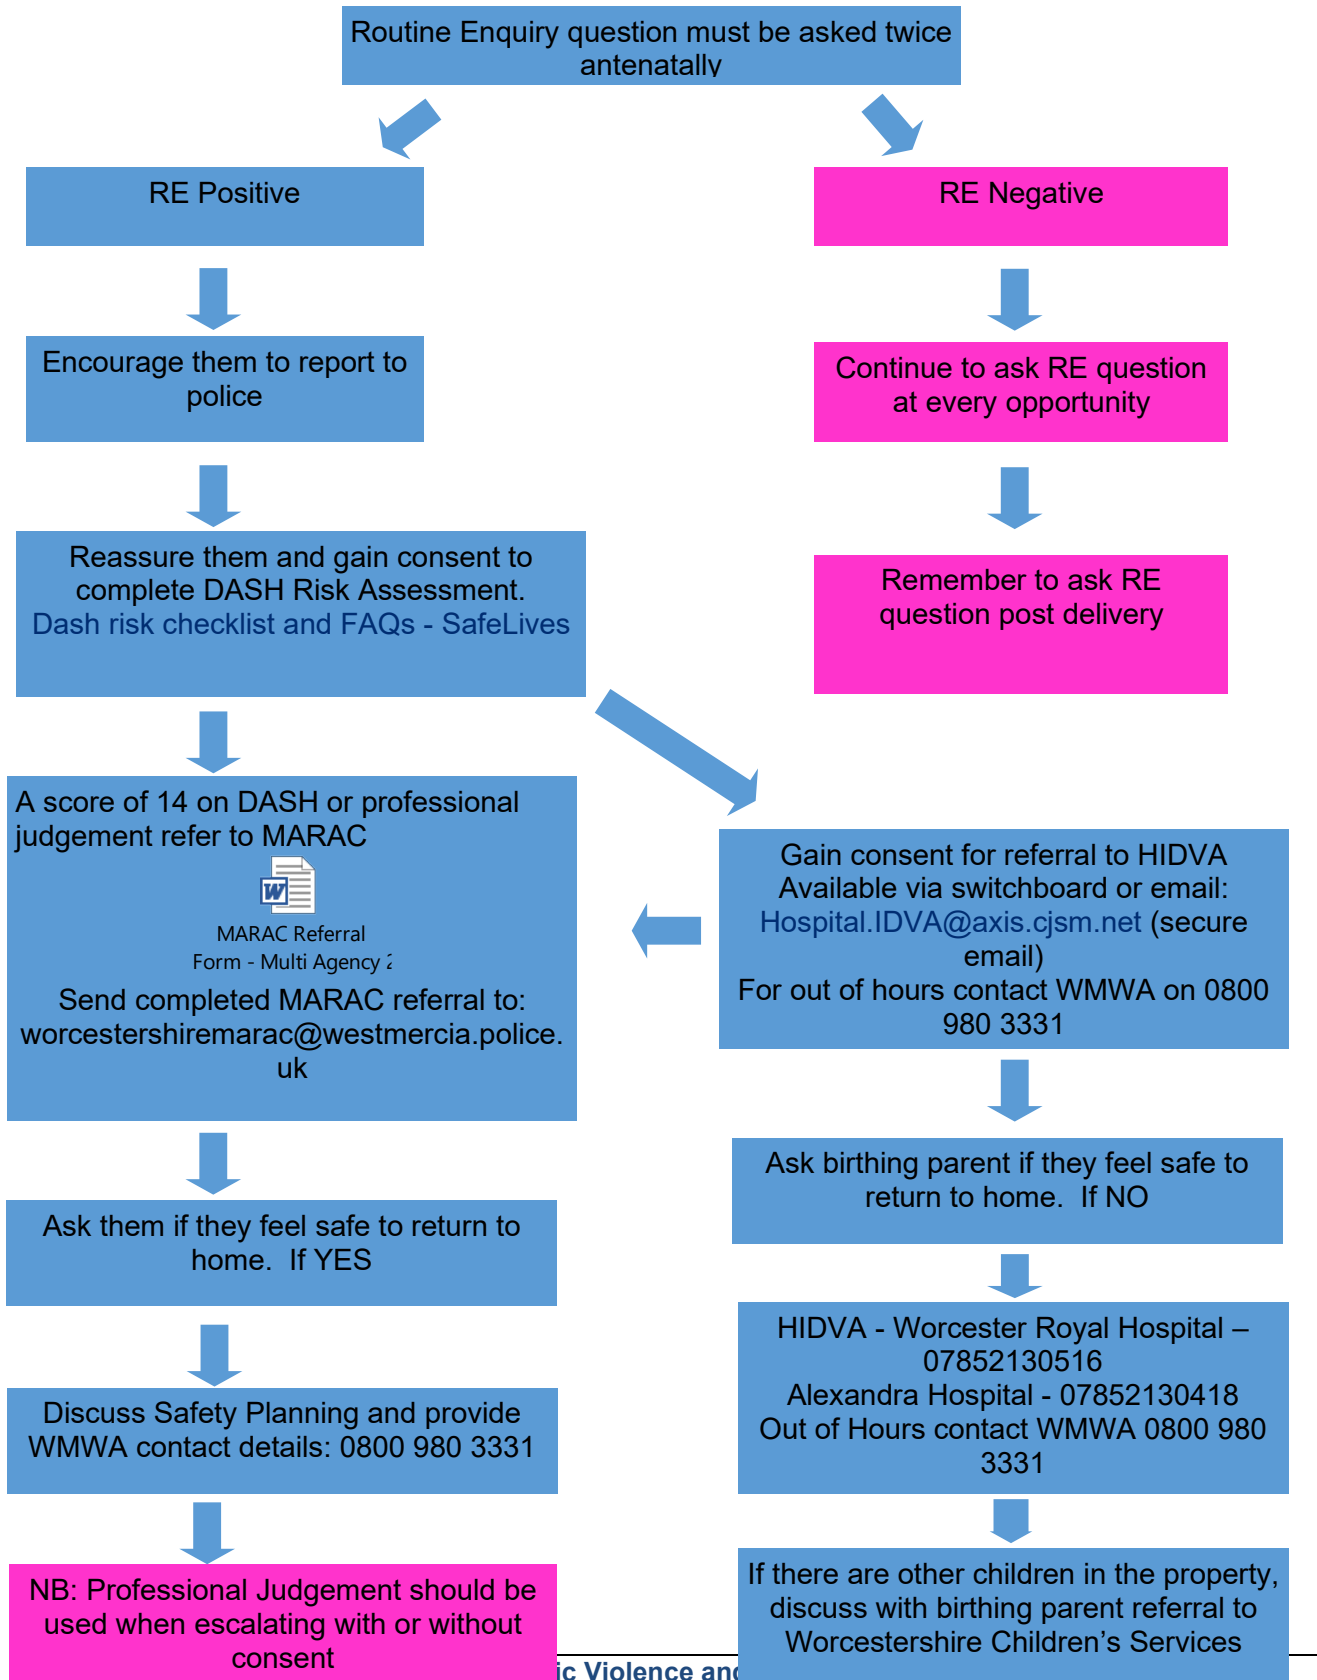 Routine Enquiry question must be asked twice
antenatally
RE Positive
RE Negative
Encourage them to report to
police
Continue to ask RE question
at every opportunity
Reassure them and gain consent to
complete DASH Risk Assessment.
Dash risk checklist and FAQs - SafeLives
Remember to ask RE
question post delivery
A score of 14 on DASH or professional
judgement refer to MARAC
W
MARAC Referral
Form - Multi Agency 2
Send completed MARAC referral to:
worcestershiremarac@westmercia.police.
uk
Gain consent for referral to HIDVA
Available via switchboard or email:
Hospital.IDVA@axis.cjsm.net (secure
email)
For out of hours contact WMWA on 0800
980 3331
Ask them if they feel safe to return to
home.  If YES
Ask birthing parent if they feel safe to
return to home.  If NO
Discuss Safety Planning and provide
WMWA contact details: 0800 980 3331
HIDVA - Worcester Royal Hospital –
07852130516
Alexandra Hospital - 07852130418
Out of Hours contact WMWA 0800 980
3331
NB: Professional Judgement should be
used when escalating with or without
consent
If there are other children in the property,
discuss with birthing parent referral to
Worcestershire Children's Services
ic Violence and